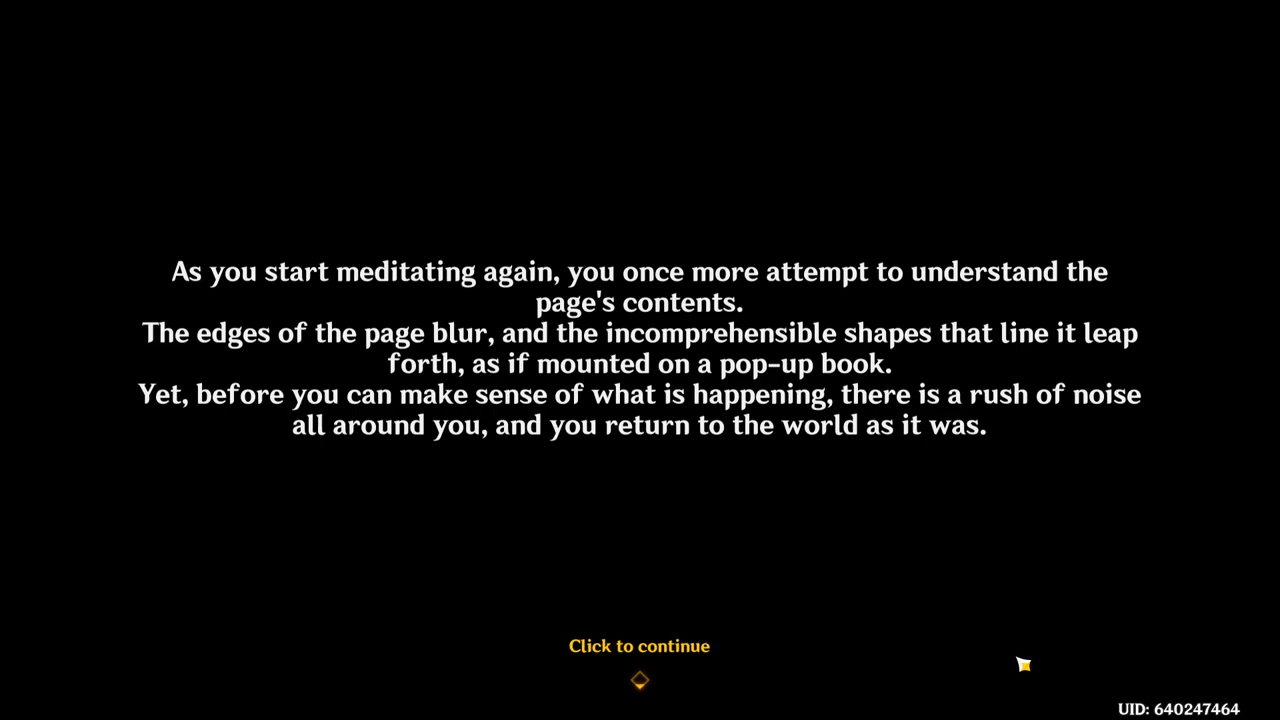 As you start meditating again, you once more attempt to understand the
page's contents.
The edges of the page blur, and the incomprehensible shapes that line it leap
forth, as if mounted on a pop-up book.
Yet, before you can make sense of what is happening, there is a rush of noise
all around you, and you return to the world as it was.
Click to continue
UID: 640247464